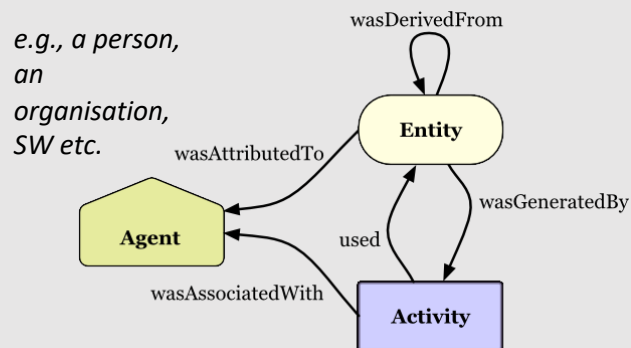 wasDerivedFrom
e.g., a person,
an
organisation,
SW etc.
Entity
wasAttributedTo
wasGeneratedBy
Agent
used
wasAssociatedWith
Activity